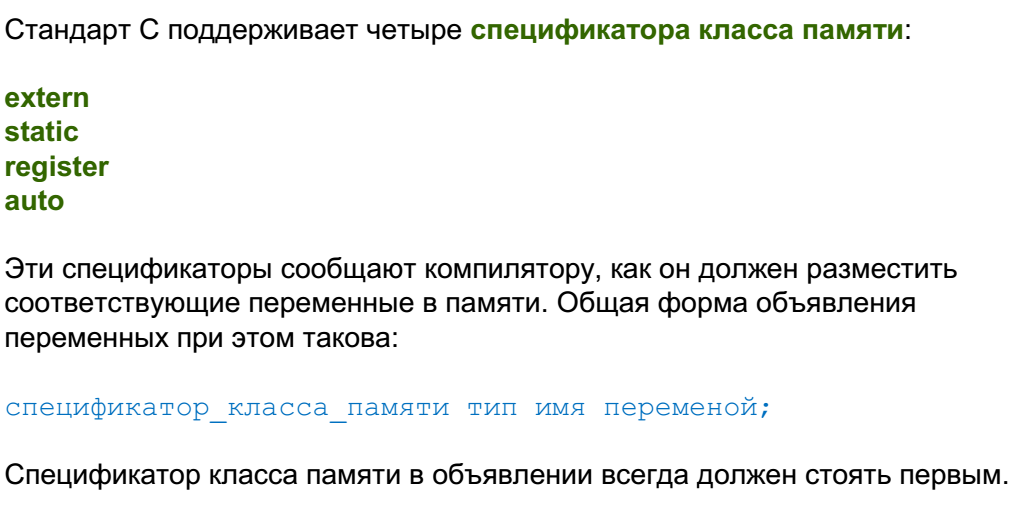 Стандарт С поддерживает четыре спецификатора класса памяти:
extern
static
register
auto
Эти спецификаторы сообщают компилятору, как он должен разместить
соответствующие переменные в памяти. Общая форма объявления
переменных при этом такова:
спецификатор_класса_памяти тип имя переменой;
Спецификатор класса памяти в объявлении всегда должен стоять первым.